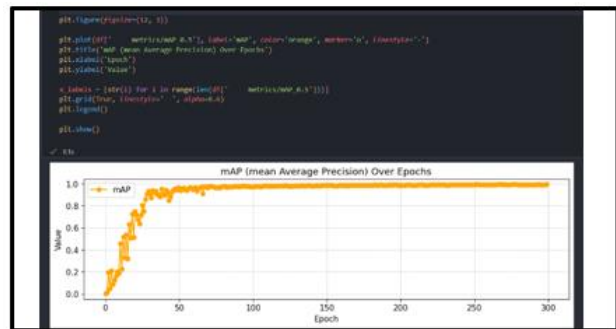 plt.figure(figsize=(12, 3))
plt.plot(df['     metrics/mAP_0.5'], label='mAP', color='orange', marker='o', linestyle='-')
plt.title('mAP (mean Average Precision) Over Epochs')
plt.xlabel('Epoch')
plt.ylabel('Value')
x_labels = [str(i) for i in range(len(df['     metrics/mAP_0.5']))]
plt.grid(True, linestyle='  ', alpha=0.6)
plt.legend()
plt.show()
mAP (mean Average Precision) Over Epochs
mAP
1.0
0.8
0.6
0.4
0.2
0.0
Value
0
50
100
150
200
250
300
Epoch